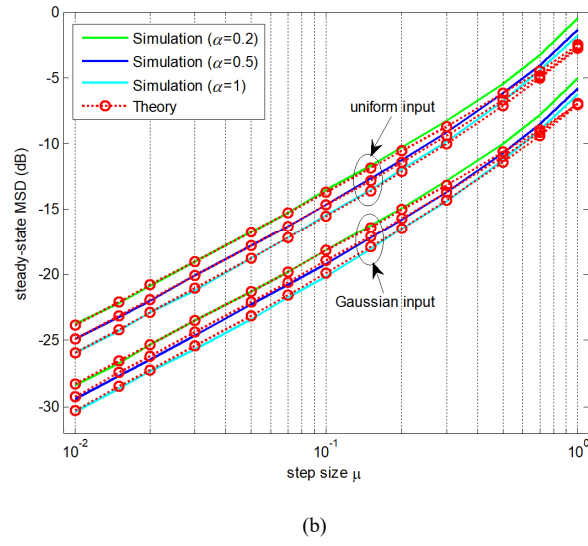 steady-state MSD (dB)
0
-5
-10
-15
-20
-25
-30
Simulation (α=0.2)
Simulation (α=0.5)
Simulation (α=1)
Theory
uniform input
Gaussian input
10⁻²
10⁻¹
10⁰
step size μ
(b)